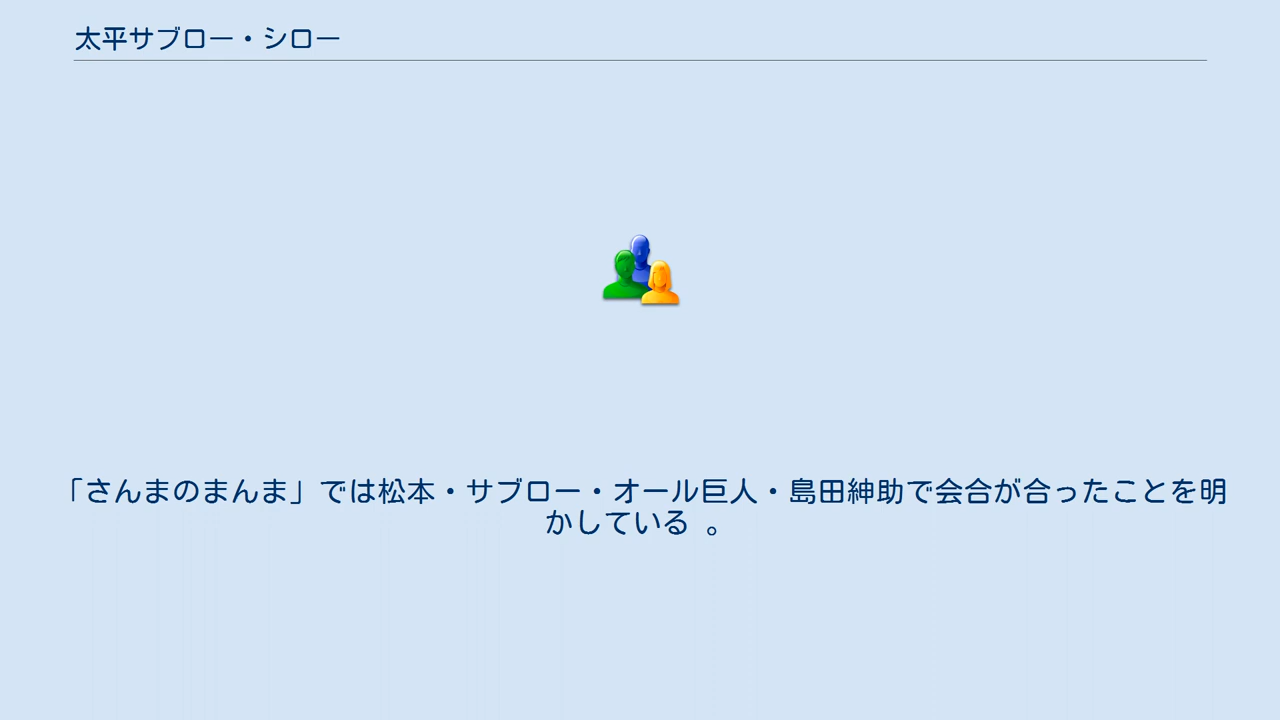 太平サブロー・シロー
「さんまのまんま」では松本・サブロー・オール巨人・島田紳助で会合が合ったことを明
かしている 。